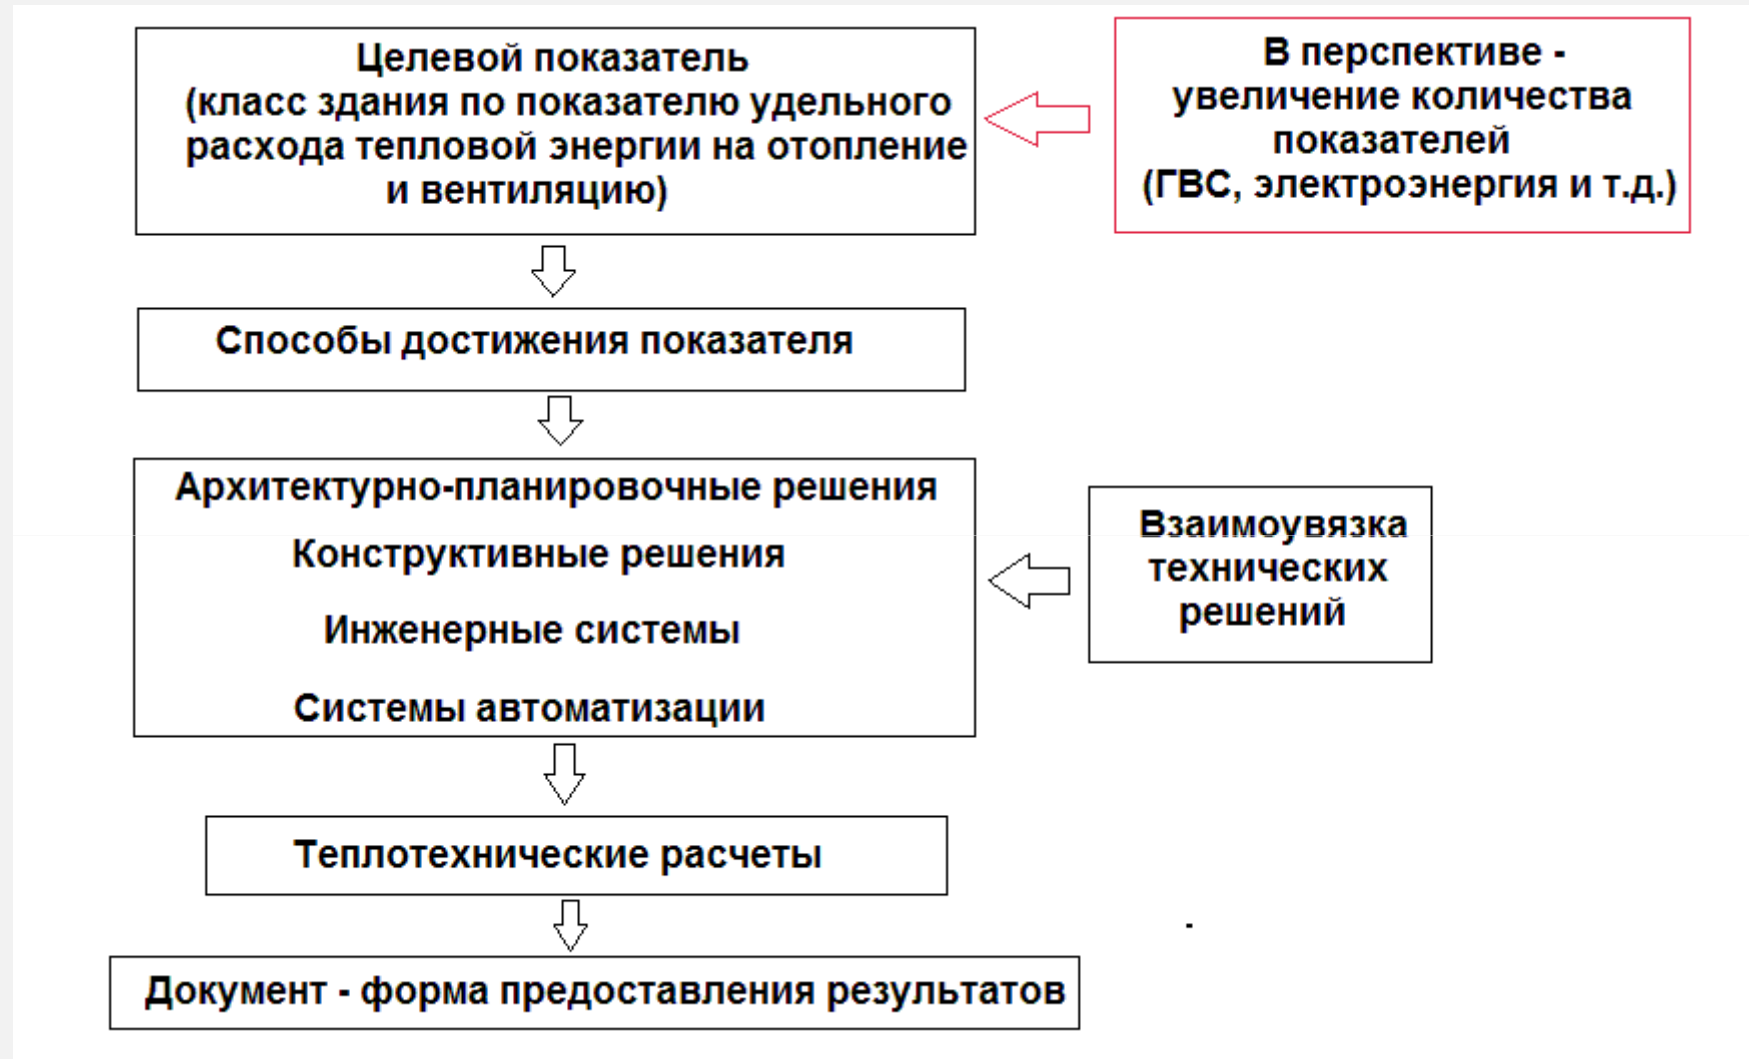 Целевой показатель
(класс здания по показателю удельного
расхода тепловой энергии на отопление
и вентиляцию)
В перспективе -
увеличение количества
показателей
(ГВС, электроэнергия и т.д.)
Способы достижения показателя
Архитектурно-планировочные решения
Конструктивные решения
Инженерные системы
Системы автоматизации
Взаимоувязка
технических
решений
Теплотехнические расчеты
-
Документ - форма предоставления результатов